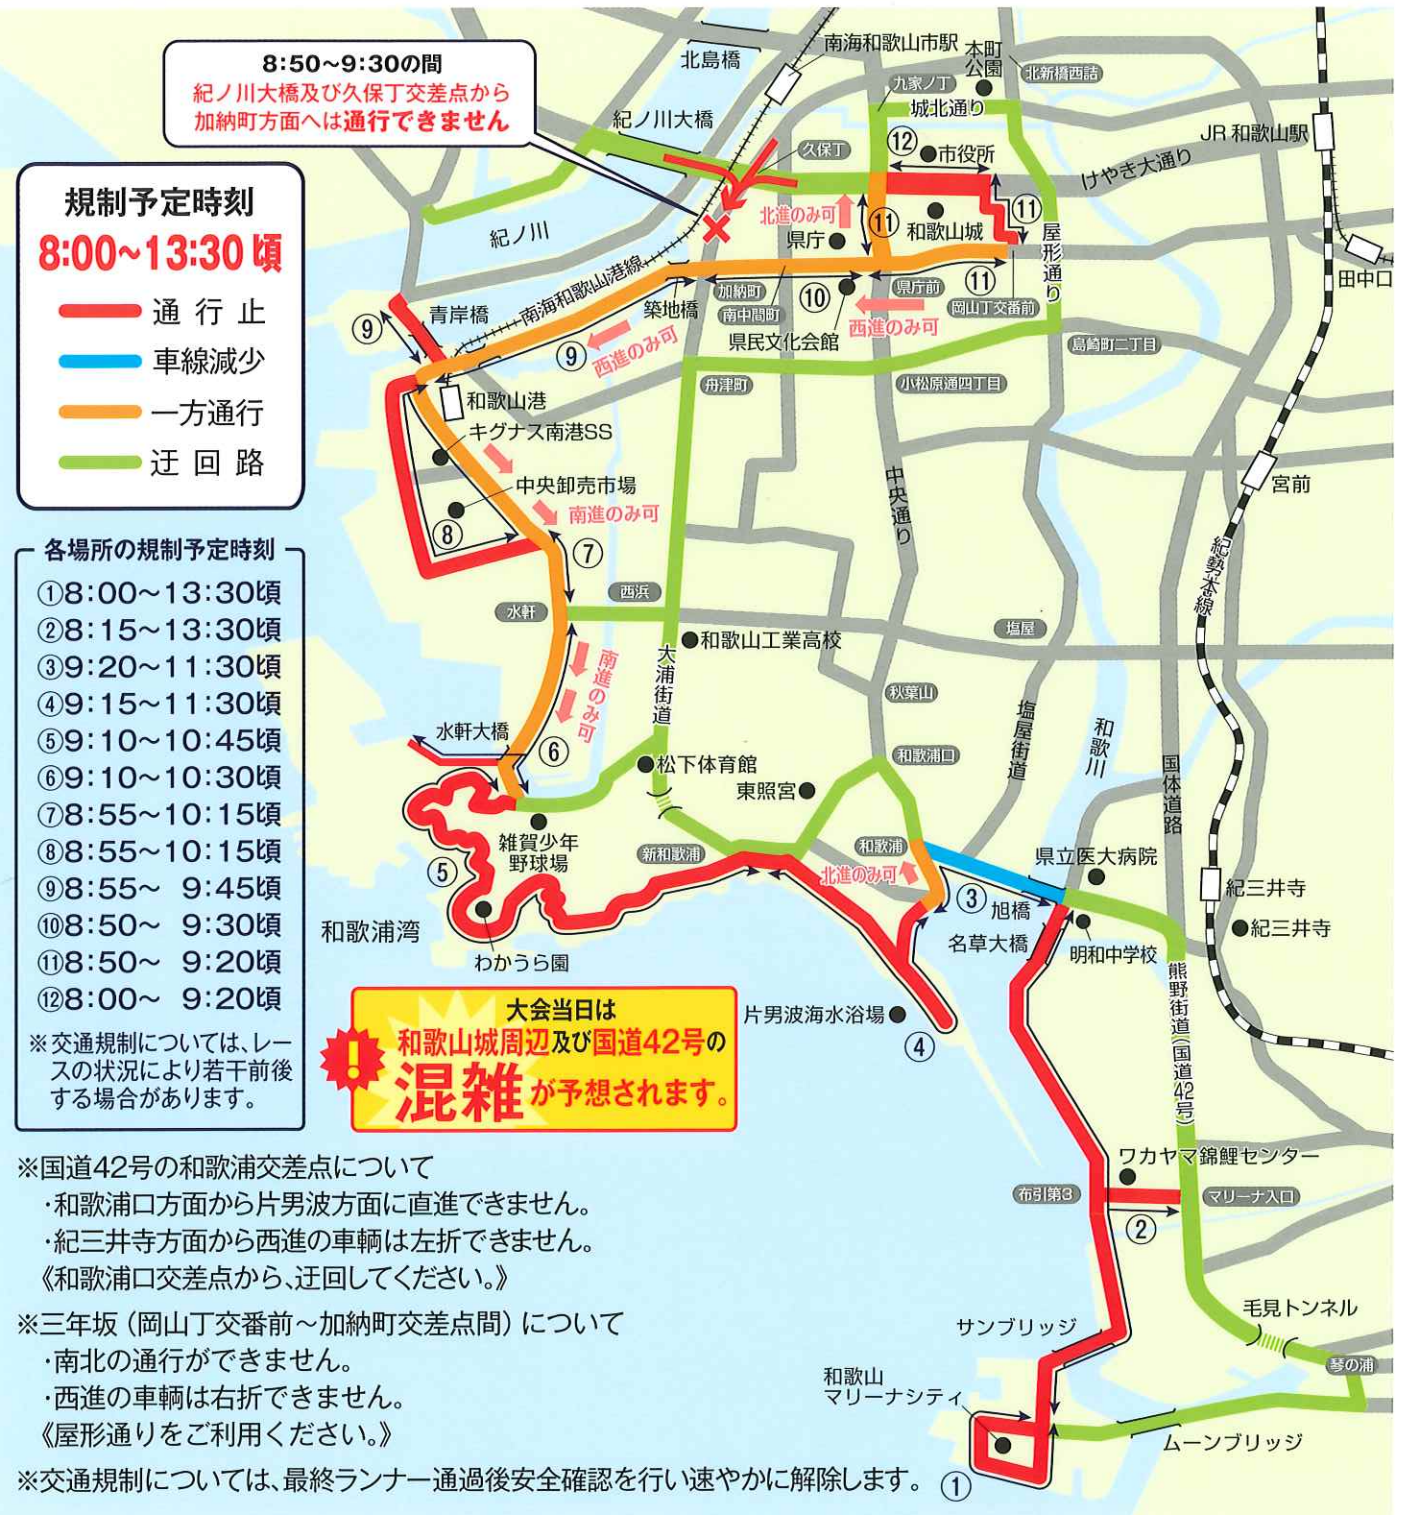 8:50～9:30の間
紀ノ川大橋及び久保丁交差点から
加納町方面へは通行できません
規制予定時刻
8:00～13:30頃
通行止
車線減少
一方通行
迂回路
各場所の規制予定時刻
①8:00～13:30頃
②8:15～13:30頃
③9:20～11:30頃
④9:15～11:30頃
⑤9:10～10:45頃
⑥9:10～10:30頃
⑦8:55～10:15頃
⑧8:55～10:15頃
⑨8:55～ 9:45頃
⑩8:50～ 9:30頃
⑪8:50～ 9:20頃
⑫8:00～ 9:20頃
※交通規制については、レー
スの状況により若干前後
する場合があります。
北島橋
南海和歌山市駅
本町
公園
北新橋西詰
九家ノ丁
城北通り
紀ノ川大橋
久保丁
⑫
⑪
市役所
JR和歌山駅
けやき大通り
紀ノ川
北進のみ可
県庁
⑪
和歌山城
⑪
屋形通り
田中口
南海和歌山港線
築地橋
加納町
南中間町
⑩
県民文化会館
県庁前
西進のみ可
⑪
岡山丁交番前
青岸橋
⑨
⑨
西進のみ可
島崎町二丁目
舟津町
小松原通四丁目
和歌山港
キグナス南港SS
中央卸売市場
南進のみ可
⑧
⑦
中央通り
宮前
紀勢本線
西浜
水軒
和歌山工業高校
塩屋
大浦街道
南進のみ可
秋葉山
塩屋街道
和歌川
国体道路
水軒大橋
⑥
松下体育館
和歌浦口
東照宮
雑賀少年
野球場
新和歌浦
和歌浦
北進のみ可
⑤
③
旭橋
県立医大病院
紀三井寺
紀三井寺
和歌浦湾
わかうら園
名草大橋
明和中学校
熊野街道(国道42号)
片男波海水浴場
④
大会当日は
和歌山城周辺及び国道42号の
混雑が予想されます。
!
ワカヤマ錦鯉センター
布引第3
マリーナ入口
②
毛見トンネル
サンブリッジ
琴の浦
和歌山
マリーナシティ
ムーンブリッジ
①
※国道42号の和歌浦交差点について
・和歌浦口方面から片男波方面に直進できません。
・紀三井寺方面から西進の車輌は左折できません。
《和歌浦口交差点から、迂回してください。》
※三年坂（岡山丁交番前～加納町交差点間）について
・南北の通行ができません。
・西進の車輌は右折できません。
《屋形通りをご利用ください。》
※交通規制については、最終ランナー通過後安全確認を行い速やかに解除します。